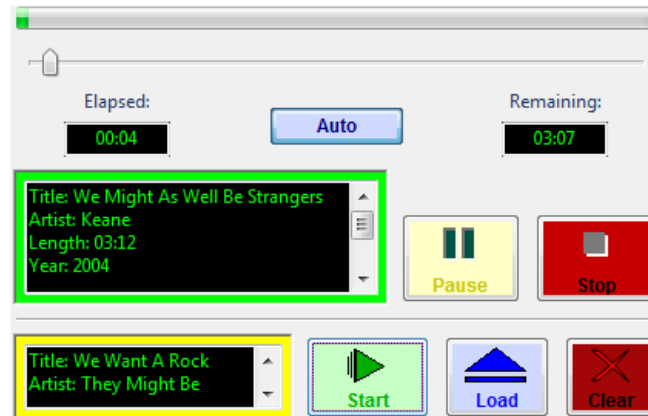 Elapsed:
Remaining:
00:04
Auto
03:07
Title: We Might As Well Be Strangers
Artist: Keane
Length: 03:12
Year: 2004
Pause
Stop
Title: We Want A Rock
Artist: They Might Be
Start
Load
Clear